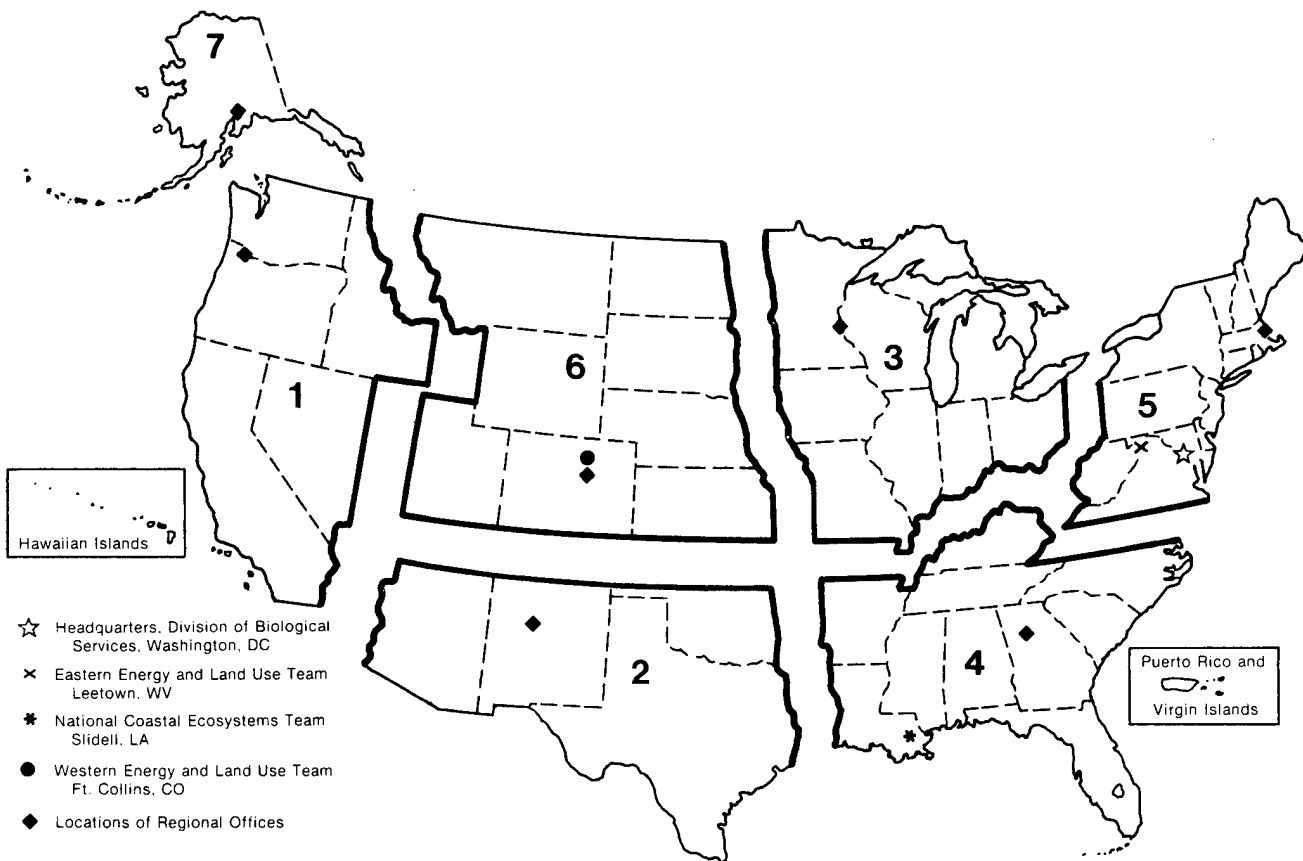 7
1
6
3
5
2
4
Hawaiian Islands
☆ Headquarters, Division of Biological
Services, Washington, DC
× Eastern Energy and Land Use Team
Leetown, WV
* National Coastal Ecosystems Team
Slidell, LA
● Western Energy and Land Use Team
Ft. Collins, CO
◆ Locations of Regional Offices
Puerto Rico and
Virgin Islands